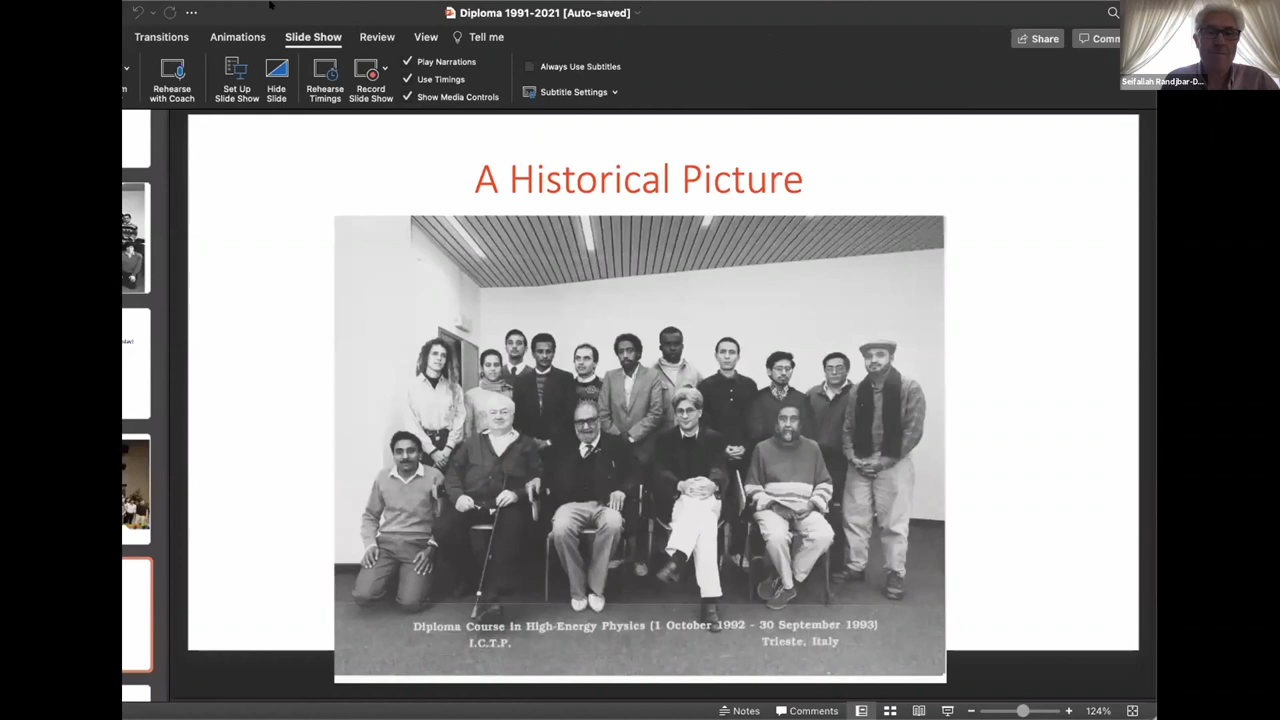 Diploma 1991-2021 [Auto-saved]
Transitions Animations Slide Show Review View Tell me
Share Comm
Seifallah Randjbar-D...
Rehearse with Coach
Set Up Slide Show
Hide Slide
Rehearse Timings
Record Slide Show
Play Narrations
Use Timings
Show Media Controls
Always Use Subtitles
Subtitle Settings
A Historical Picture
Diploma Course in High-Energy Physics (1 October 1992 - 30 September 1993)
I.C.T.P. Trieste, Italy
Notes Comments 124%